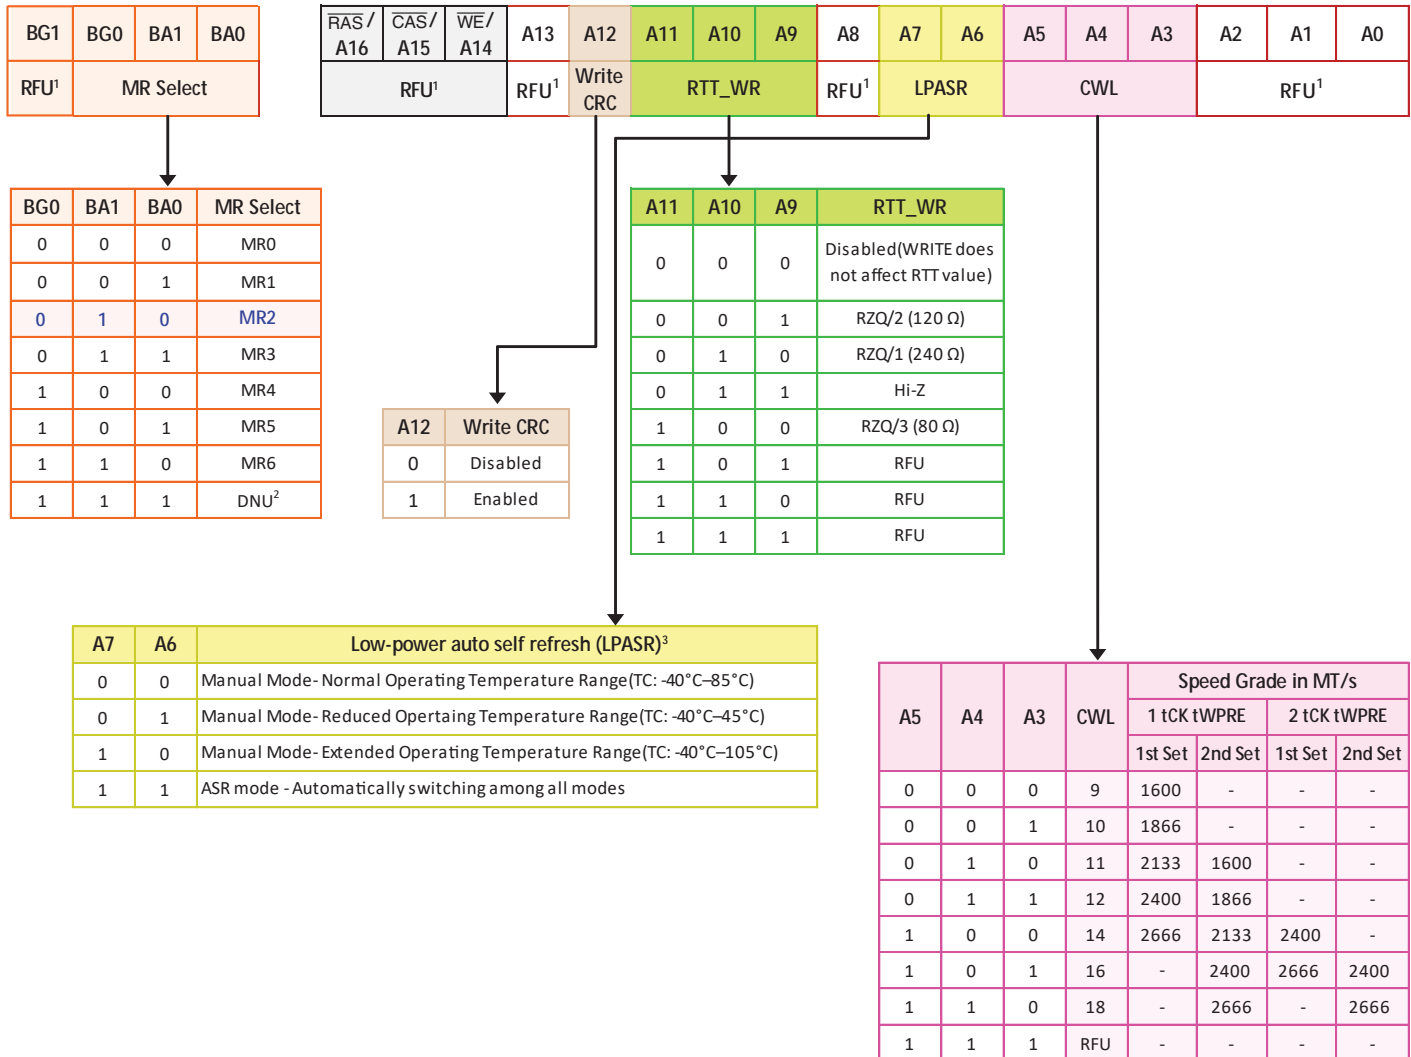 BG1 BG0 BA1 BA0
RFU¹ MR Select
RAS/ A16 CAS/ A15 WE/ A14 A13 A12 A11 A10 A9 A8 A7 A6 A5 A4 A3 A2 A1 A0
RFU¹ RFU¹ Write CRC RTT_WR RFU¹ LPASR CWL RFU¹
BG0 BA1 BA0 MR Select
0 0 0 MR0
0 0 1 MR1
0 1 0 MR2
0 1 1 MR3
1 0 0 MR4
1 0 1 MR5
1 1 0 MR6
1 1 1 DNU²
A12 Write CRC
0 Disabled
1 Enabled
A11 A10 A9 RTT_WR
0 0 0 Disabled(WRITE does
not affect RTT value)
0 0 1 RZQ/2 (120 Ω)
0 1 0 RZQ/1 (240 Ω)
0 1 1 Hi-Z
1 0 0 RZQ/3 (80 Ω)
1 0 1 RFU
1 1 0 RFU
1 1 1 RFU
A7 A6 Low-power auto self refresh (LPASR)³
0 0 Manual Mode- Normal Operating Temperature Range(TC: -40°C–85°C)
0 1 Manual Mode- Reduced Opertaing Temperature Range(TC: -40°C–45°C)
1 0 Manual Mode- Extended Operating Temperature Range(TC: -40°C–105°C)
1 1 ASR mode - Automatically switching among all modes
Speed Grade in MT/s
A5 A4 A3 CWL 1 tCK tWPRE 2 tCK tWPRE
1st Set 2nd Set 1st Set 2nd Set
0 0 0 9 1600 - - -
0 0 1 10 1866 - - -
0 1 0 11 2133 1600 - -
0 1 1 12 2400 1866 - -
1 0 0 14 2666 2133 2400 -
1 0 1 16 - 2400 2666 2400
1 1 0 18 - 2666 - 2666
1 1 1 RFU - - - -